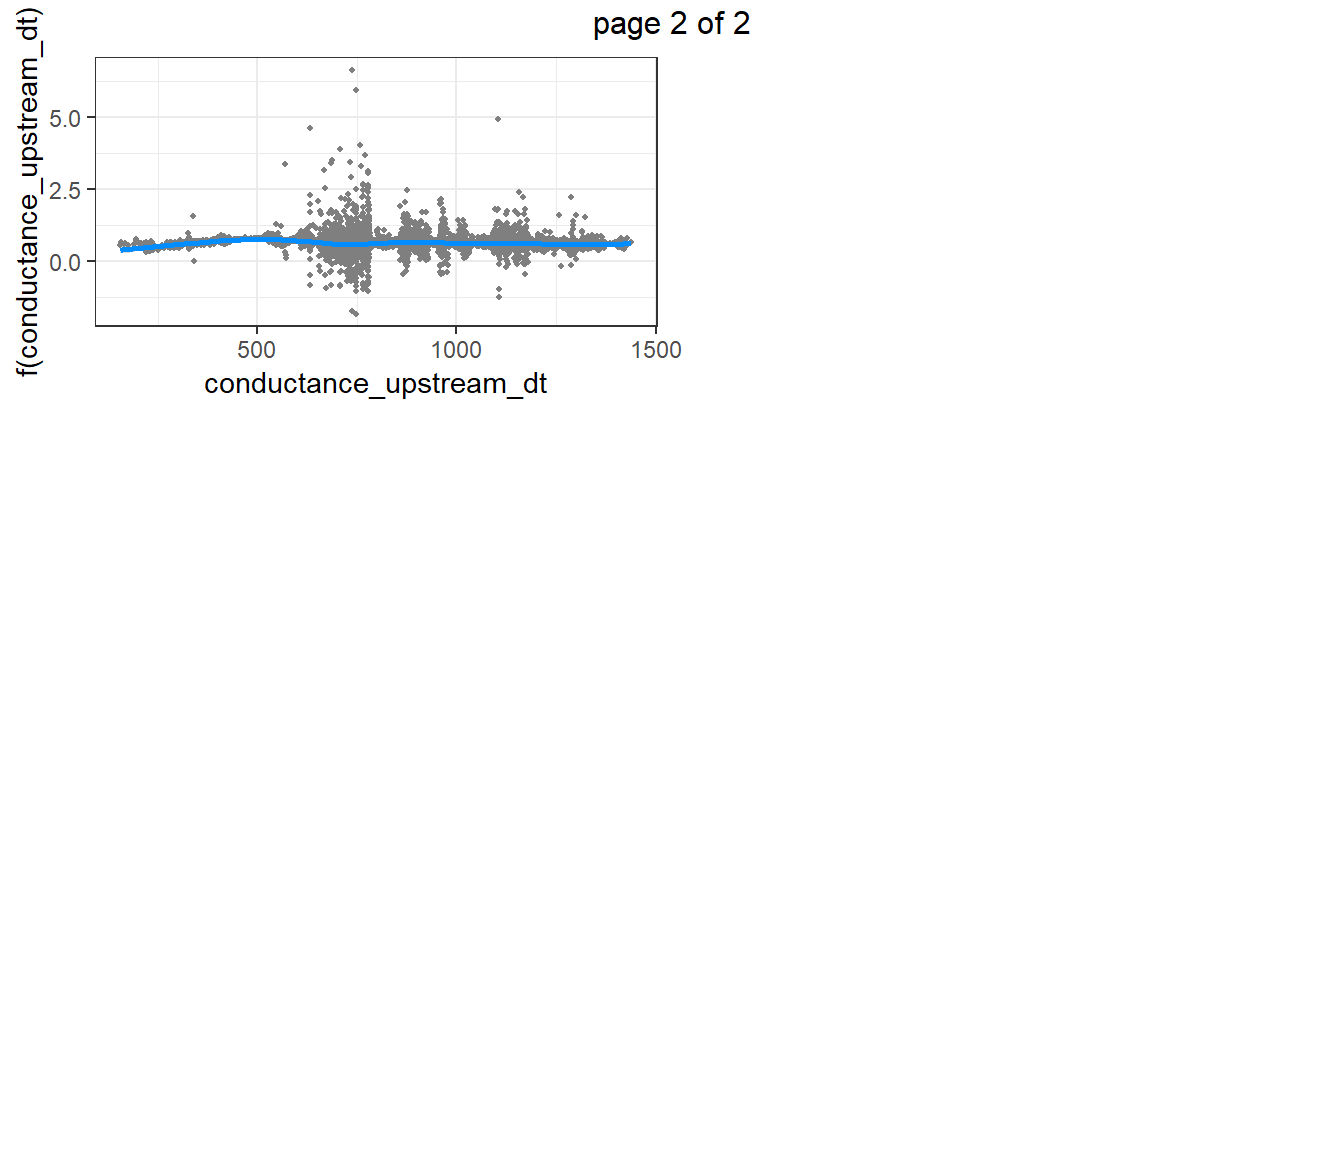 page 2 of 2
f(conductance_upstream_dt)
5.0
2.5
0.0
500 1000 1500
conductance_upstream_dt